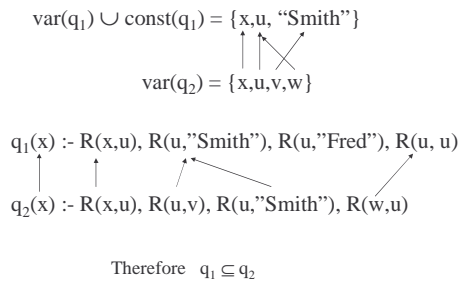 var(q₁) ∪ const(q₁) = {x,u, “Smith”}
var(q₂) = {x,u,v,w}
q₁(x) :- R(x,u), R(u,”Smith”), R(u,”Fred”), R(u, u)
q₂(x) :- R(x,u), R(u,v), R(u,”Smith”), R(w,u)
Therefore q₁ ⊆ q₂